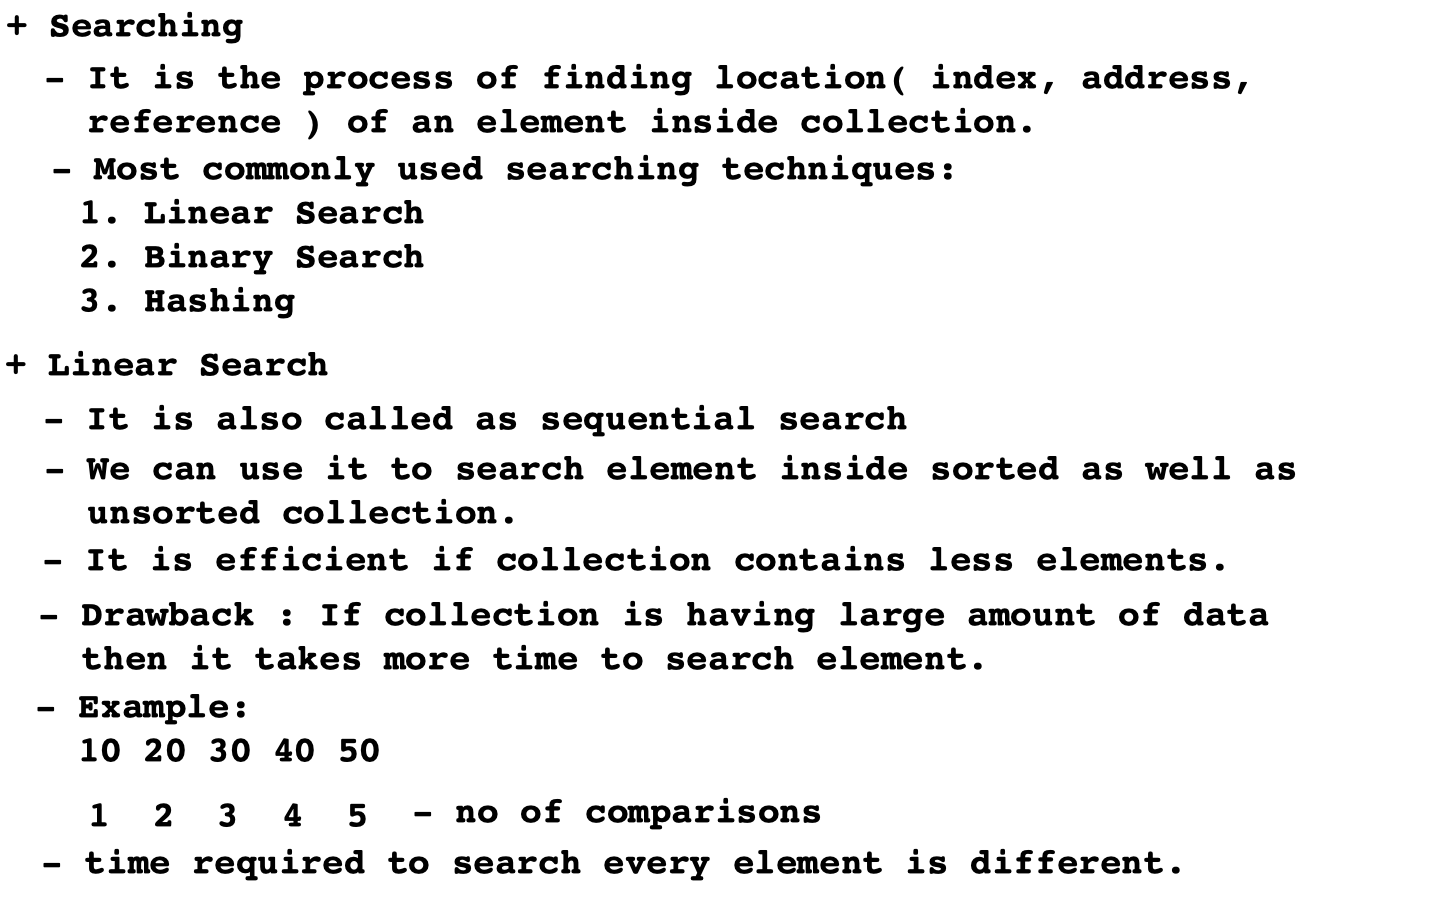 + Searching
- It is the process of finding location( index, address,
reference ) of an element inside collection.
- Most commonly used searching techniques:
1. Linear Search
2. Binary Search
3. Hashing
+ Linear Search
- It is also called as sequential search
- We can use it to search element inside sorted as well as
unsorted collection.
- It is efficient if collection contains less elements.
- Drawback : If collection is having large amount of data
then it takes more time to search element.
- Example:
10 20 30 40 50
1 2 3 4 5 - no of comparisons
- time required to search every element is different.